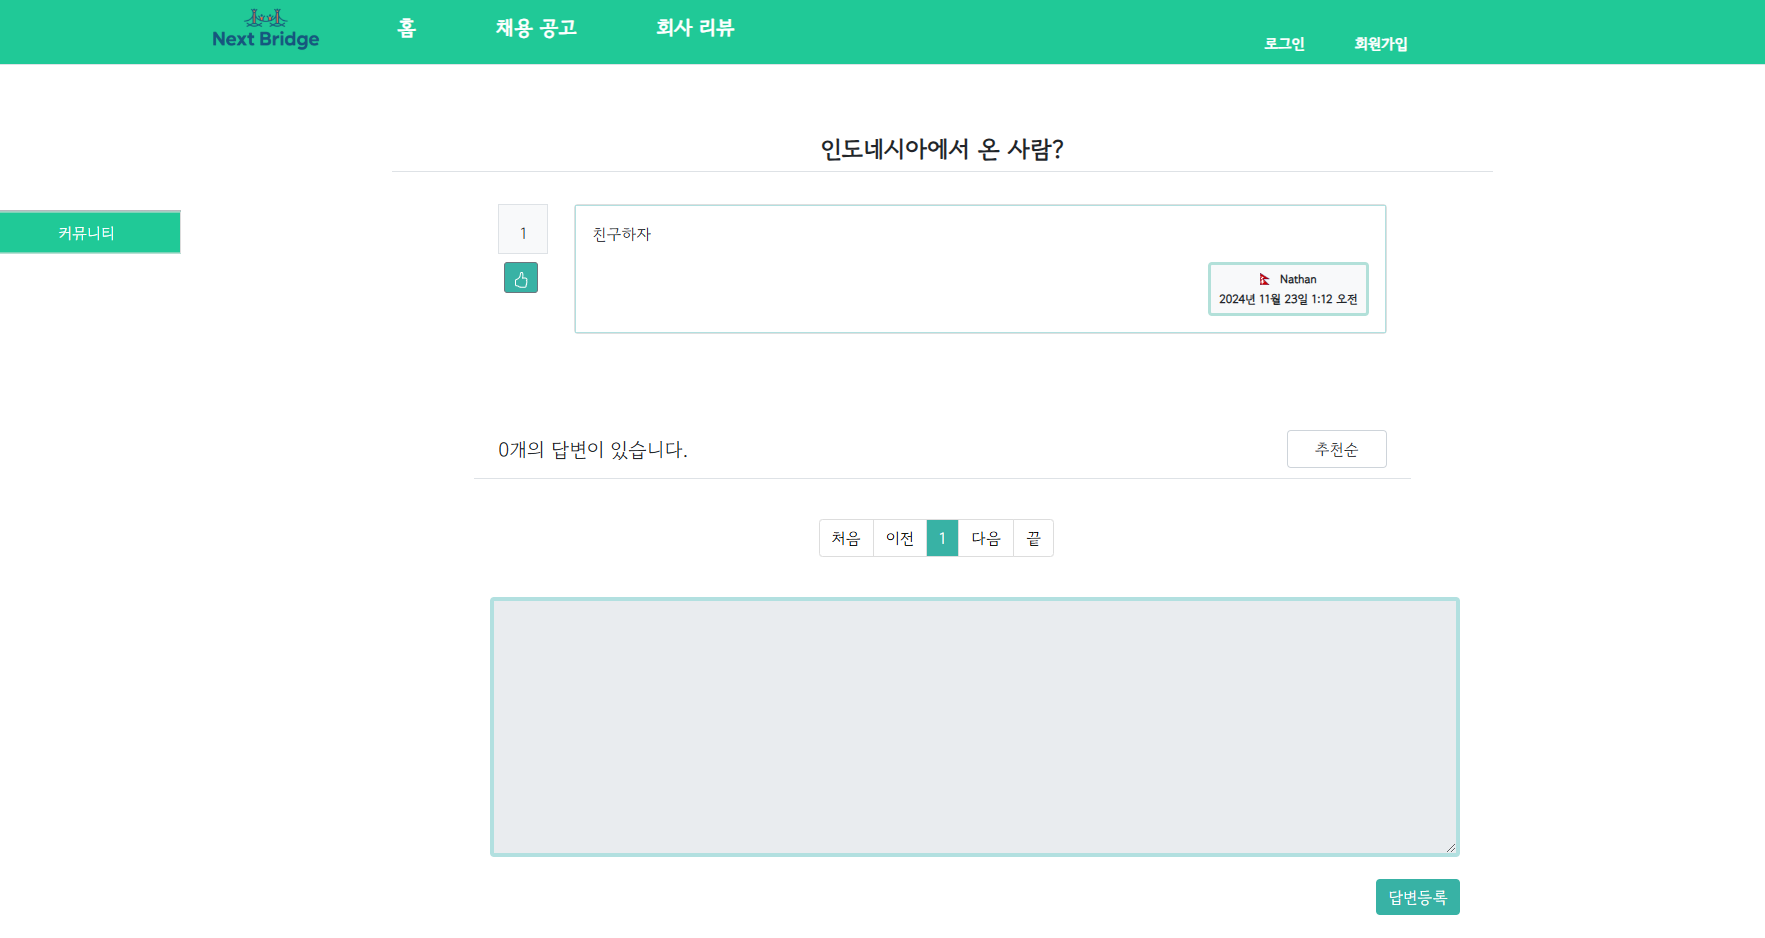 Next Bridge
홈
채용 공고
회사 리뷰
로그인
회원가입
인도네시아에서 온 사람?
커뮤니티
1
친구하자
Nathan
2024년 11월 23일 1:12 오전
0개의 답변이 있습니다.
추천순
처음 이전 1 다음 끝
답변등록